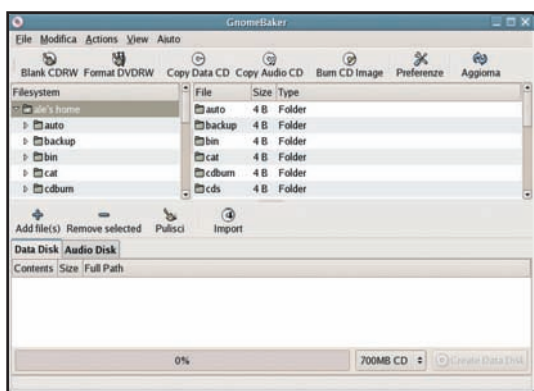 GnomeBaker
File Modifica Actions View Aiuto
Blank CDRW Format DVDRW Copy Data CD Copy Audio CD Burn CD Image Preferenze Aggiorna
Filesystem
ale's home
auto
backup
bin
cat
cdburn
File Size Type
auto 4 B Folder
backup 4 B Folder
bin 4 B Folder
cat 4 B Folder
cdburn 4 B Folder
cds 4 B Folder
Add file(s) Remove selected Pulisci Import
Data Disk Audio Disk
Contents Size Full Path
0% 700MB CD Create Data Disk